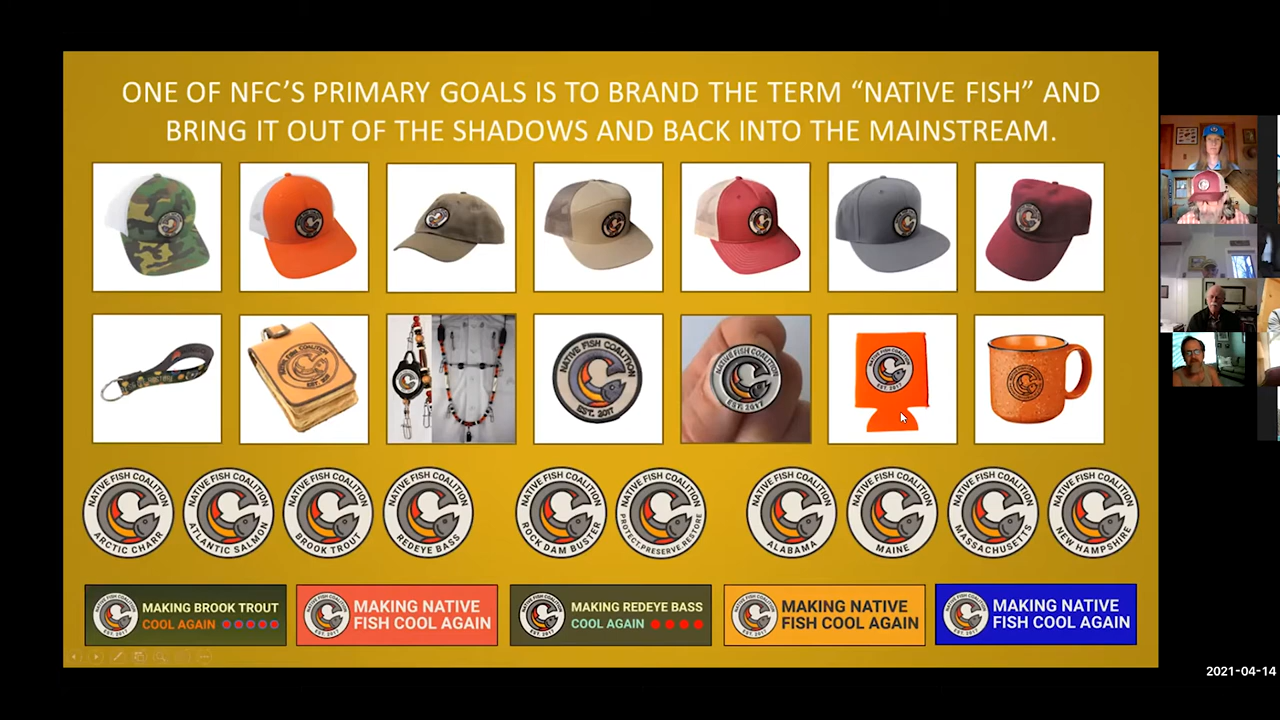 ONE OF NFC'S PRIMARY GOALS IS TO BRAND THE TERM “NATIVE FISH” AND
BRING IT OUT OF THE SHADOWS AND BACK INTO THE MAINSTREAM.
NATIVE FISH COALITION
EST. 2017
NATIVE FISH COALITION
EST. 2017
NATIVE FISH COALITION
EST. 2017
NATIVE FISH COALITION
ARCTIC CHARR
NATIVE FISH COALITION
ATLANTIC SALMON
NATIVE FISH COALITION
BROOK TROUT
NATIVE FISH COALITION
REDEYE BASS
NATIVE FISH COALITION
ROCK DAM BUSTER
NATIVE FISH COALITION
PROTECT.PRESERVE.RESTORE
NATIVE FISH COALITION
ALABAMA
NATIVE FISH COALITION
MAINE
NATIVE FISH COALITION
MASSACHUSETTS
NATIVE FISH COALITION
NEW HAMPSHIRE
MAKING BROOK TROUT
COOL AGAIN
MAKING NATIVE
FISH COOL AGAIN
MAKING REDEYE BASS
COOL AGAIN
MAKING NATIVE
FISH COOL AGAIN
MAKING NATIVE
FISH COOL AGAIN
2021-04-14